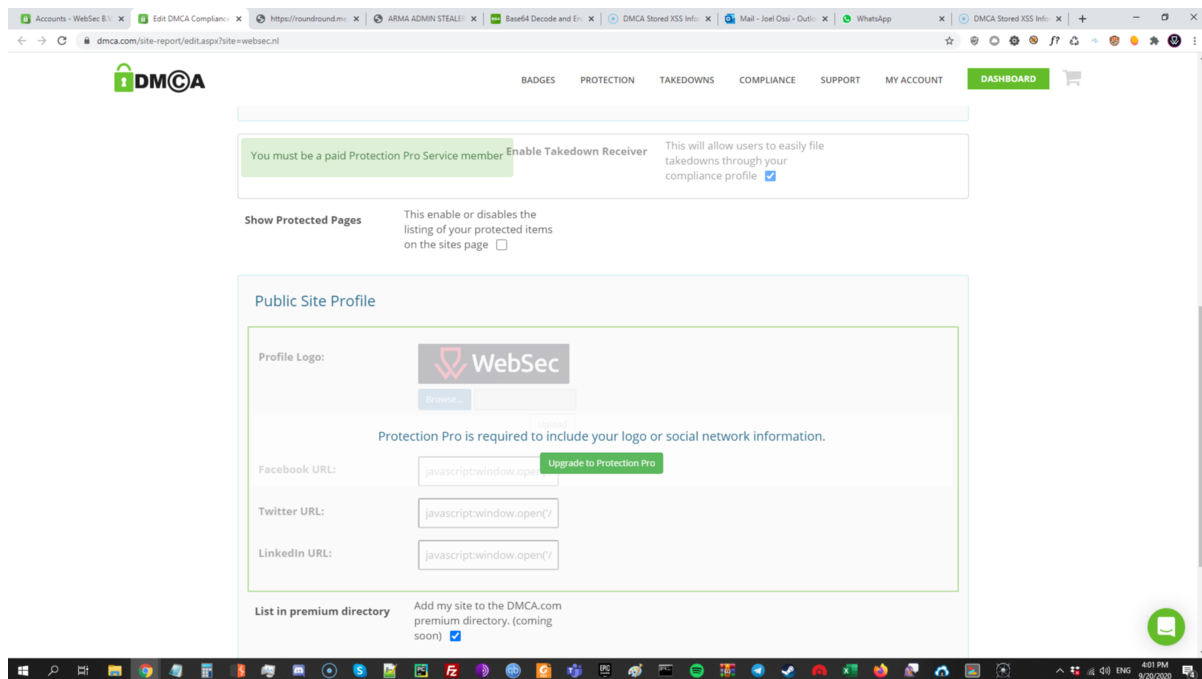 Accounts - WebSec B.V
Edit DMCA Compliance
https://roundround.me
ARMA ADMIN STEALER
Base64 Decode and Enc
DMCA Stored XSS Infor
Mail - Joel Ossi - Outlo
WhatsApp
DMCA Stored XSS Infor
dmca.com/site-report/edit.aspx?site=websec.nl
DMCA
BADGES
PROTECTION
TAKEDOWNS
COMPLIANCE
SUPPORT
MY ACCOUNT
DASHBOARD
You must be a paid Protection Pro Service member
Enable Takedown Receiver
This will allow users to easily file
takedowns through your
compliance profile
Show Protected Pages
This enable or disables the
listing of your protected items
on the sites page
Public Site Profile
Profile Logo:
WebSec
Browse...
Upload
Protection Pro is required to include your logo or social network information.
Upgrade to Protection Pro
Facebook URL:
javascript:window.ope
Twitter URL:
javascript:window.open('/
LinkedIn URL:
javascript:window.open('/
List in premium directory
Add my site to the DMCA.com
premium directory. (coming
soon)
ENG
4:01 PM
9/20/2020